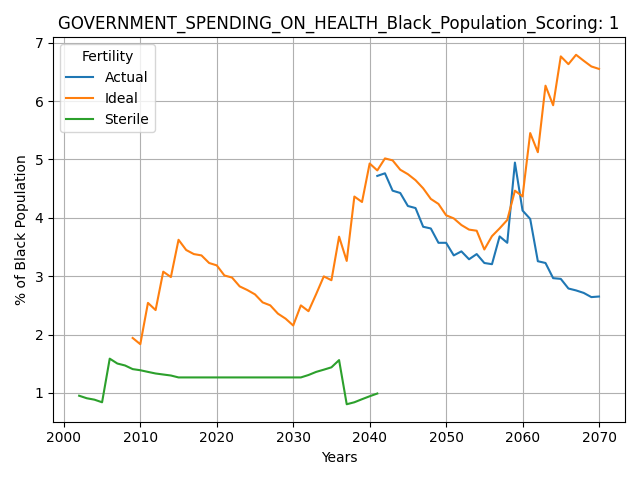 GOVERNMENT_SPENDING_ON_HEALTH_Black_Population_Scoring: 1
Fertility
Actual
Ideal
Sterile
% of Black Population
7
6
5
4
3
2
1
2000 2010 2020 2030 2040 2050 2060 2070
Years